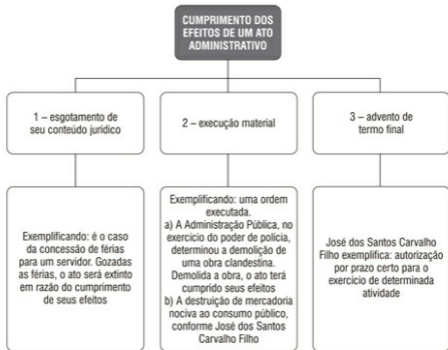 CUMPRIMENTO DOS
EFEITOS DE UM ATO
ADMINISTRATIVO
1 – esgotamento de
seu conteúdo jurídico
2 – execução material
3 – advento de
termo final
Exemplificando: é o caso
da concessão de férias
para um servidor. Gozadas
as férias, o ato será extinto
em razão do cumprimento
de seus efeitos
Exemplificando: uma ordem
executada.
a) A Administração Pública, no
exercício do poder de polícia,
determinou a demolição de
uma obra clandestina.
Demolida a obra, o ato terá
cumprido seus efeitos
b) A destruição de mercadoria
nociva ao consumo público,
conforme José dos Santos
Carvalho Filho
José dos Santos Carvalho
Filho exemplifica: autorização
por prazo certo para o
exercício de determinada
atividade